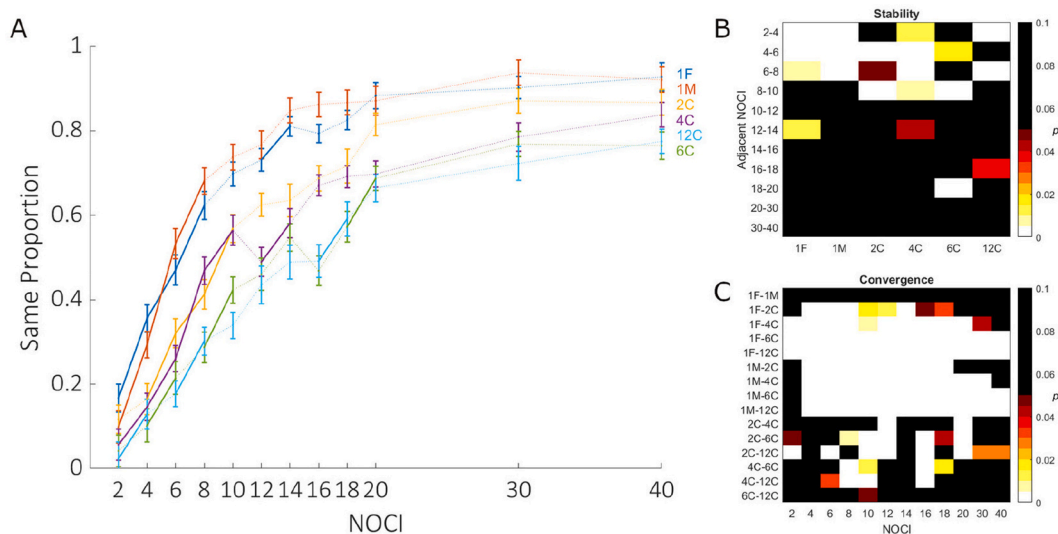 A
Same Proportion
1
0.8
0.6
0.4
0.2
0
2 4 6 8 10 12 14 16 18 20 30 40
NOCI
1F
1M
2C
4C
12C
6C
B
Stability
Adjacent NOCI
2-4
4-6
6-8
8-10
10-12
12-14
14-16
16-18
18-20
20-30
30-40
1F 1M 2C 4C 6C 12C
0.1
0.08
0.06
p
0.04
0.02
0
C
Convergence
1F-1M
1F-2C
1F-4C
1F-6C
1F-12C
1M-2C
1M-4C
1M-6C
1M-12C
2C-4C
2C-6C
2C-12C
4C-6C
4C-12C
6C-12C
2 4 6 8 10 12 14 16 18 20 30 40
NOCI
0.1
0.08
0.06
p
0.04
0.02
0